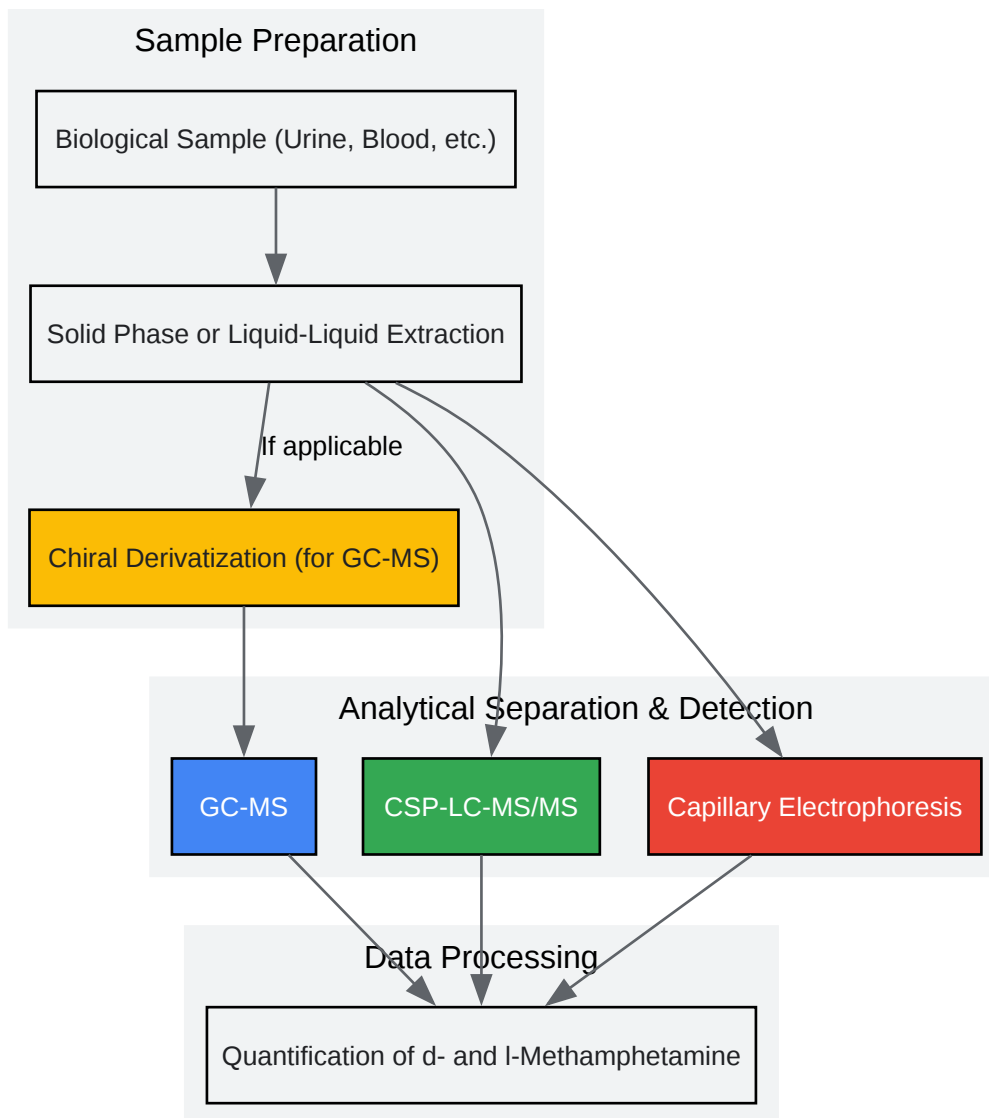 Sample Preparation
Biological Sample (Urine, Blood, etc.)
Solid Phase or Liquid-Liquid Extraction
If applicable
Chiral Derivatization (for GC-MS)
Analytical Separation & Detection
GC-MS
CSP-LC-MS/MS
Capillary Electrophoresis
Data Processing
Quantification of d- and l-Methamphetamine